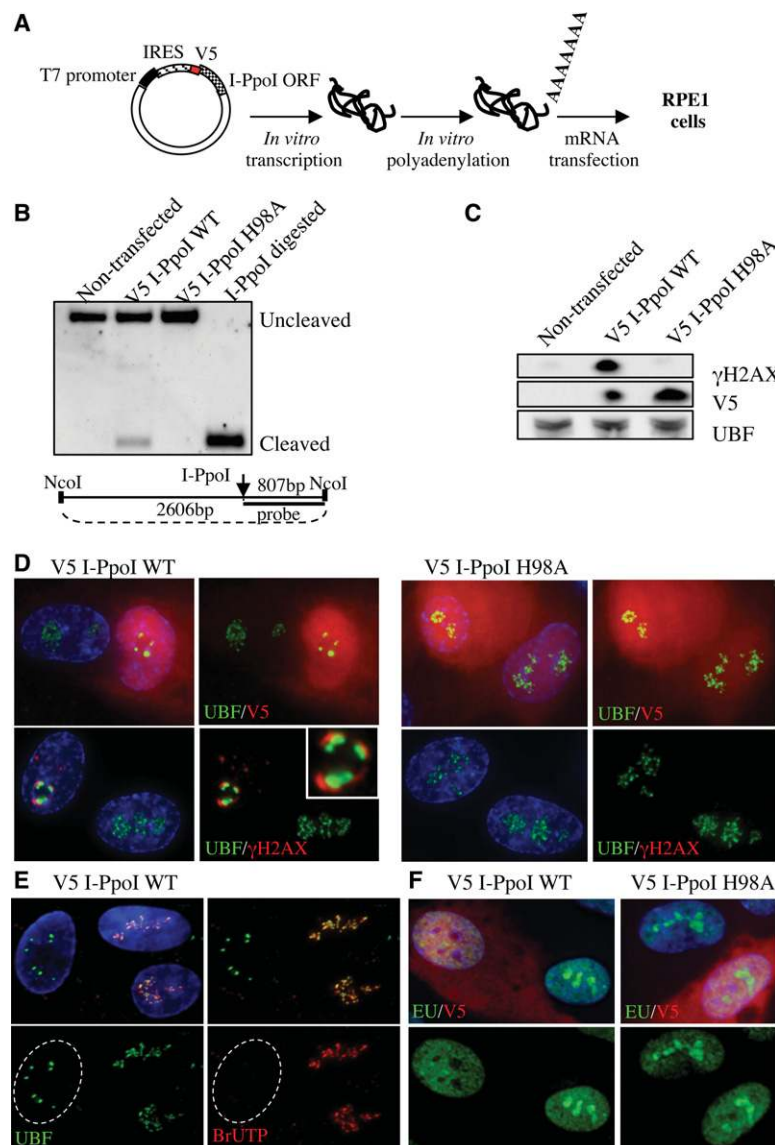 A
IRES V5
T7 promoter
I-PpoI ORF
AAAAAAA
RPE1
cells
In vitro
transcription
In vitro
polyadenylation
mRNA
transfection
B
Non-transfected
V5 I-PpoI WT
V5 I-PpoI H98A
I-PpoI digested
Uncleaved
Cleaved
I-PpoI
NcoI
807bp
NcoI
2606bp
probe
C
Non-transfected
V5 I-PpoI WT
V5 I-PpoI H98A
γH2AX
V5
UBF
D
V5 I-PpoI WT
V5 I-PpoI H98A
UBF/V5
UBF/V5
UBF/γH2AX
UBF/γH2AX
E
V5 I-PpoI WT
UBF
BrUTP
F
V5 I-PpoI WT
V5 I-PpoI H98A
EU/V5
EU/V5